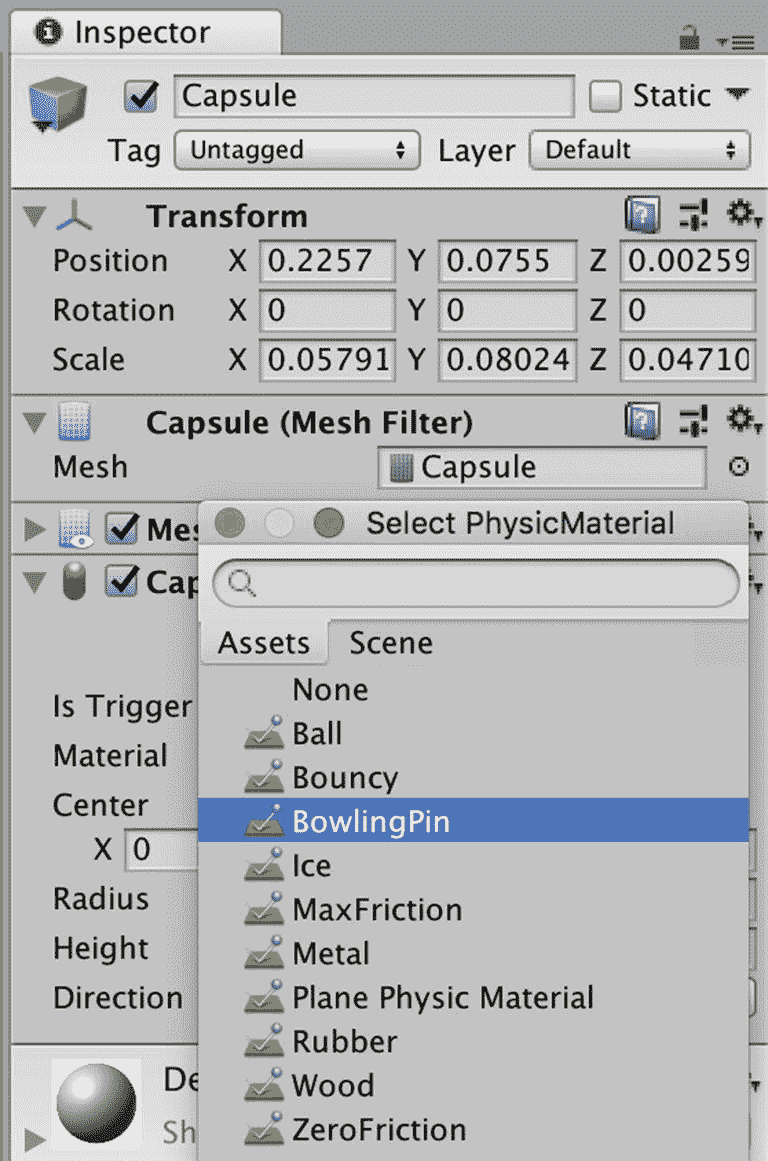 Inspector
Capsule Static
Tag Untagged Layer Default
Transform
Position X 0.2257 Y 0.0755 Z 0.00259
Rotation X 0 Y 0 Z 0
Scale X 0.05791 Y 0.08024 Z 0.04710
Capsule (Mesh Filter)
Mesh Capsule
Mes
Select PhysicMaterial
Cap
Assets Scene
None
Is Trigger
Ball
Material
Bouncy
Center
BowlingPin
X 0
Ice
Radius
MaxFriction
Height
Metal
Direction
Plane Physic Material
Rubber
De
Wood
Sh
ZeroFriction